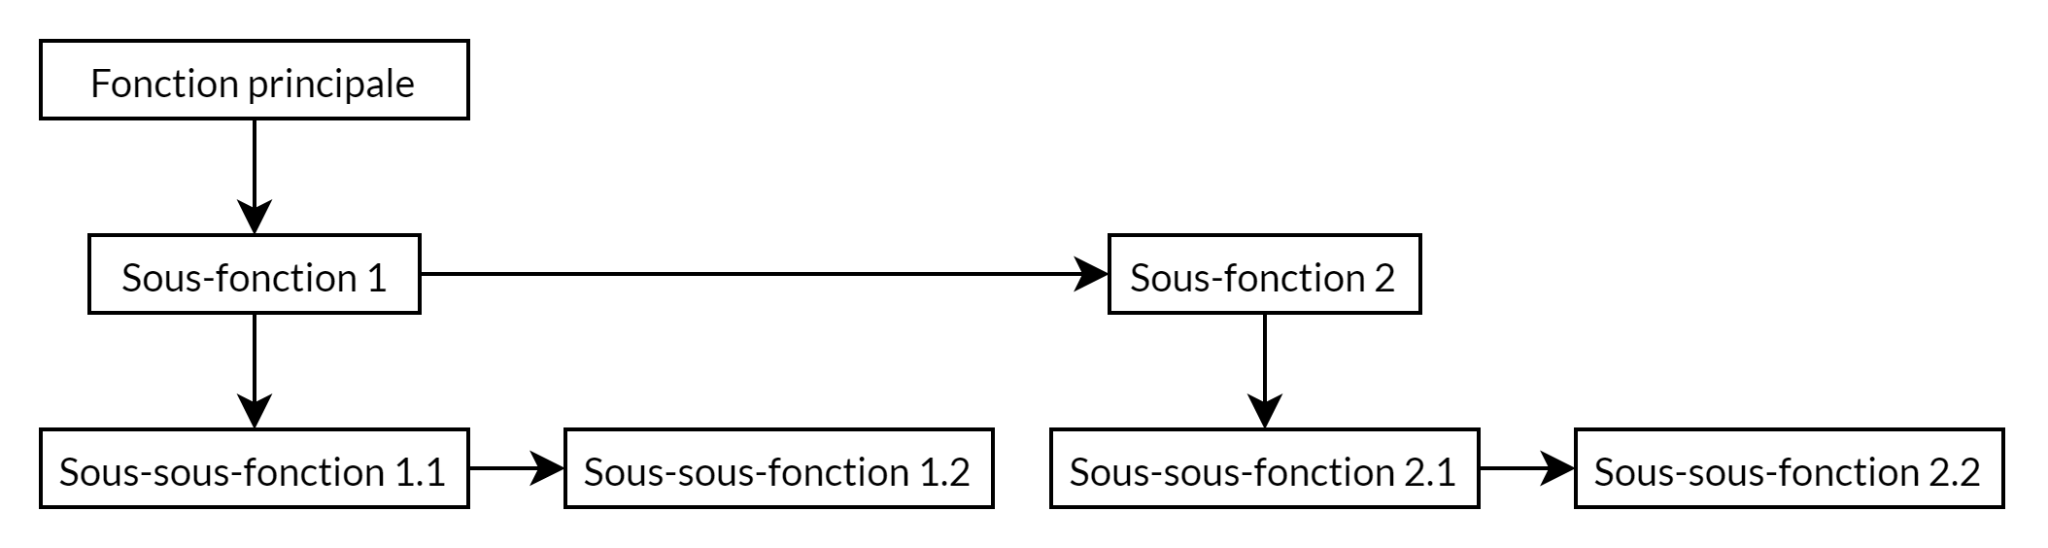 Fonction principale
Sous-fonction 1
Sous-fonction 2
Sous-sous-fonction 1.1
Sous-sous-fonction 1.2
Sous-sous-fonction 2.1
Sous-sous-fonction 2.2